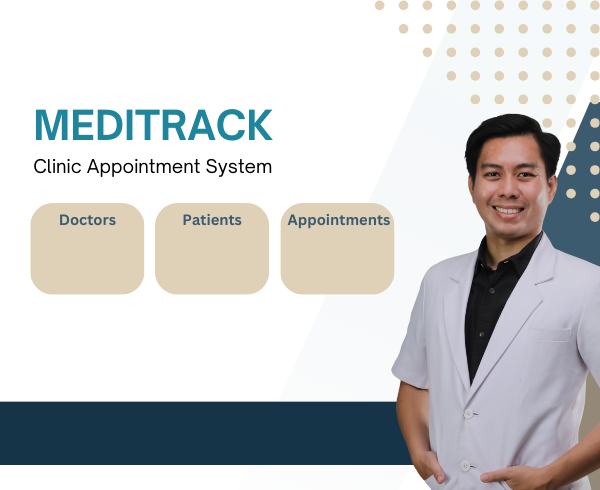 MEDITRACK
Clinic Appointment System
Doctors Patients Appointments